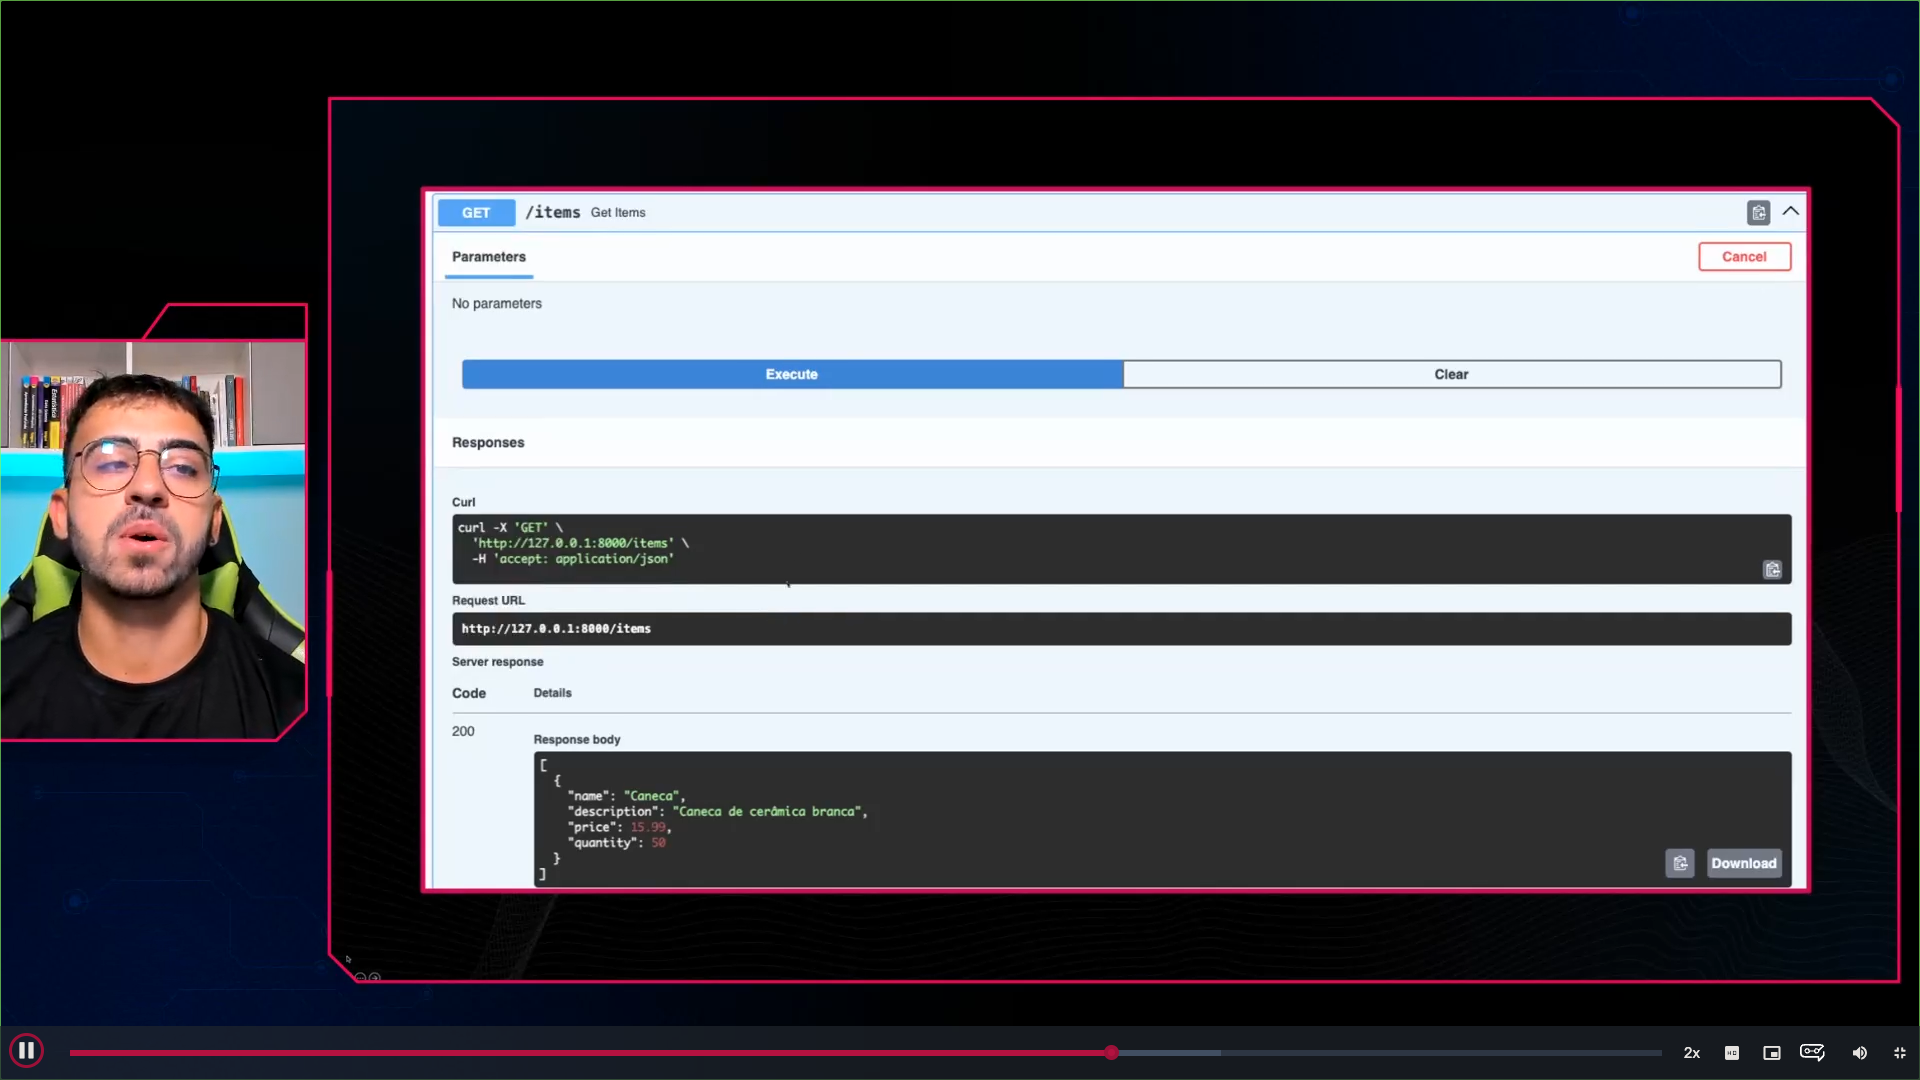 GET /items Get Items
Parameters
Cancel
No parameters
Execute
Clear
Responses
Curl
curl -X 'GET' \
'http://127.0.0.1:8000/items' \
-H 'accept: application/json'
Request URL
http://127.0.0.1:8000/items
Server response
Code Details
200
Response body
[
{
"name": "Caneca",
"description": "Caneca de cerâmica branca",
"price": 15.99,
"quantity": 50
}
]
Download
2x
HD